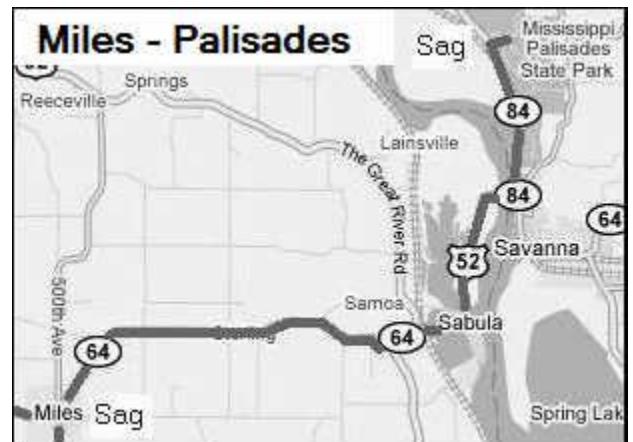 Miles - Palisades
Sag
Mississippi
Palisades
State Park
Springs
Reeceville
84
Lainsville
The Great River Rd
84
64
Savanna
52
500th Ave
Samoa
Sabula
64
64
Miles
Sag
Spring Lak